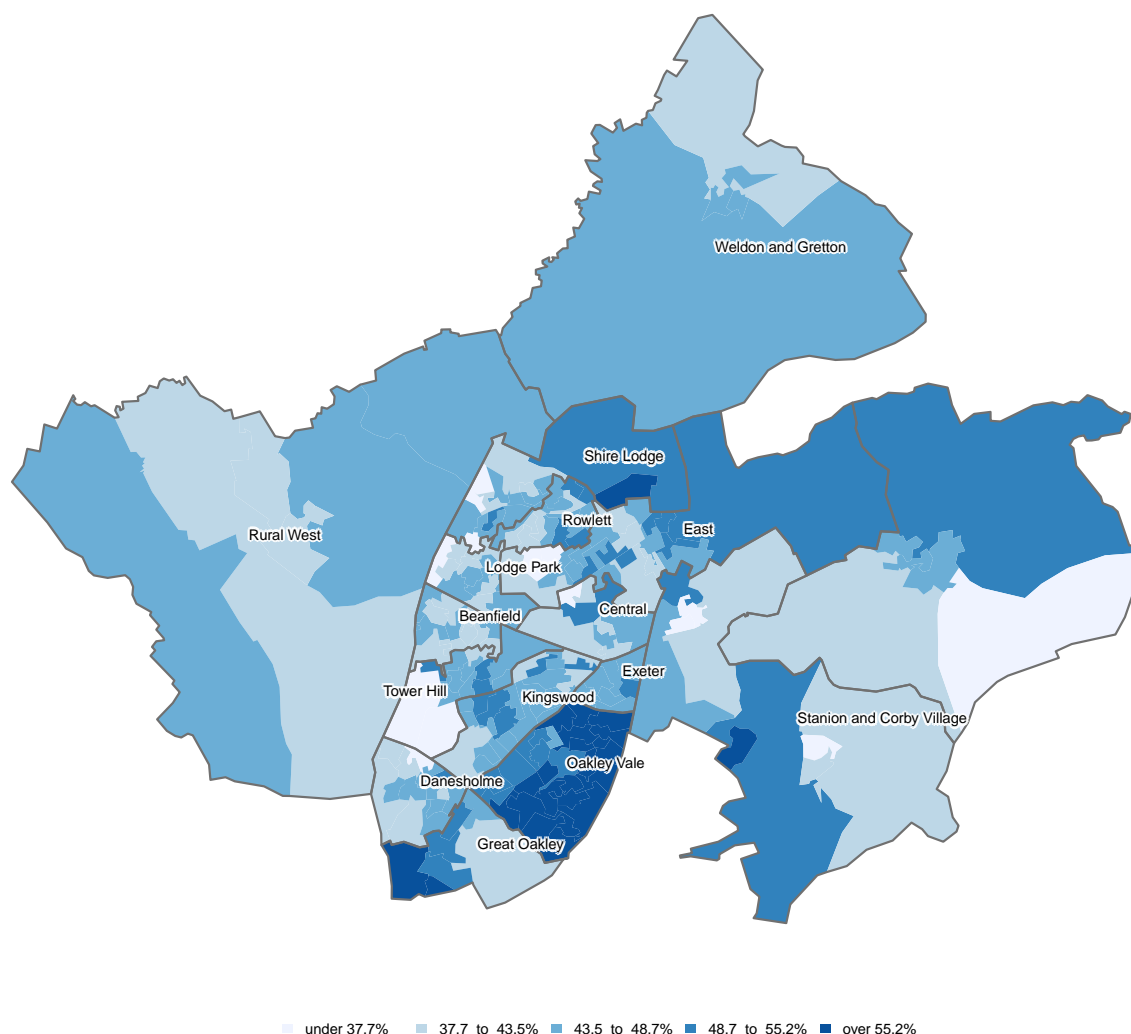 Weldon and Gretton
Shire Lodge
Rowlett
East
Rural West
Lodge Park
Central
Beanfield
Exeter
Tower Hill
Kingswood
Stanion and Corby Village
Oakley Vale
Danesholme
Great Oakley
under 37.7% 37.7 to 43.5% 43.5 to 48.7% 48.7 to 55.2% over 55.2%